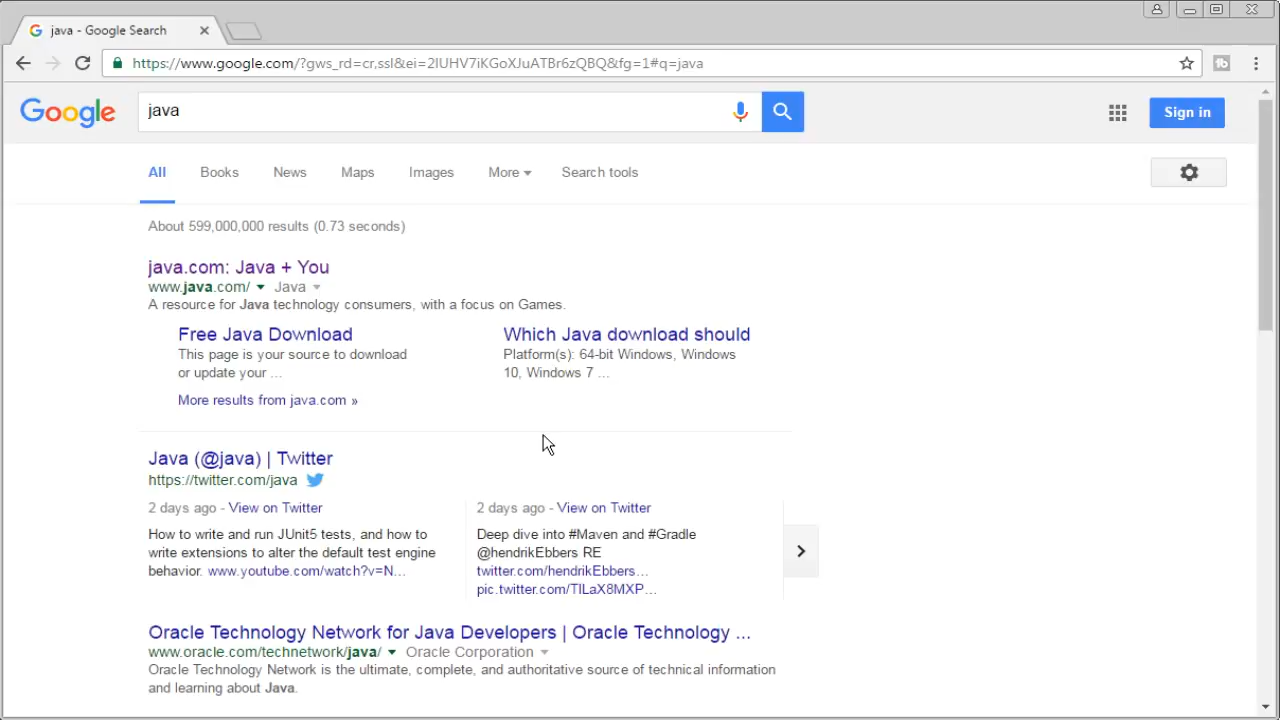 java - Google Search
https://www.google.com/?gws_rd=cr,ssl&ei=2IUHV7iKGoXJuATBr6zQBQ&fg=1#q=java
Google
java
Sign in
All Books News Maps Images More Search tools
About 599,000,000 results (0.73 seconds)
java.com: Java + You
www.java.com/ Java
A resource for Java technology consumers, with a focus on Games.
Free Java Download
This page is your source to download
or update your ...
Which Java download should
Platform(s): 64-bit Windows, Windows
10, Windows 7 ...
More results from java.com »
Java (@java) | Twitter
https://twitter.com/java
2 days ago - View on Twitter
How to write and run JUnit5 tests, and how to
write extensions to alter the default test engine
behavior. www.youtube.com/watch?v=N...
2 days ago - View on Twitter
Deep dive into #Maven and #Gradle
@hendrikEbbers RE
twitter.com/hendrikEbbers…
pic.twitter.com/TILaX8MXP…
Oracle Technology Network for Java Developers | Oracle Technology ...
www.oracle.com/technetwork/java/ Oracle Corporation
Oracle Technology Network is the ultimate, complete, and authoritative source of technical information
and learning about Java.